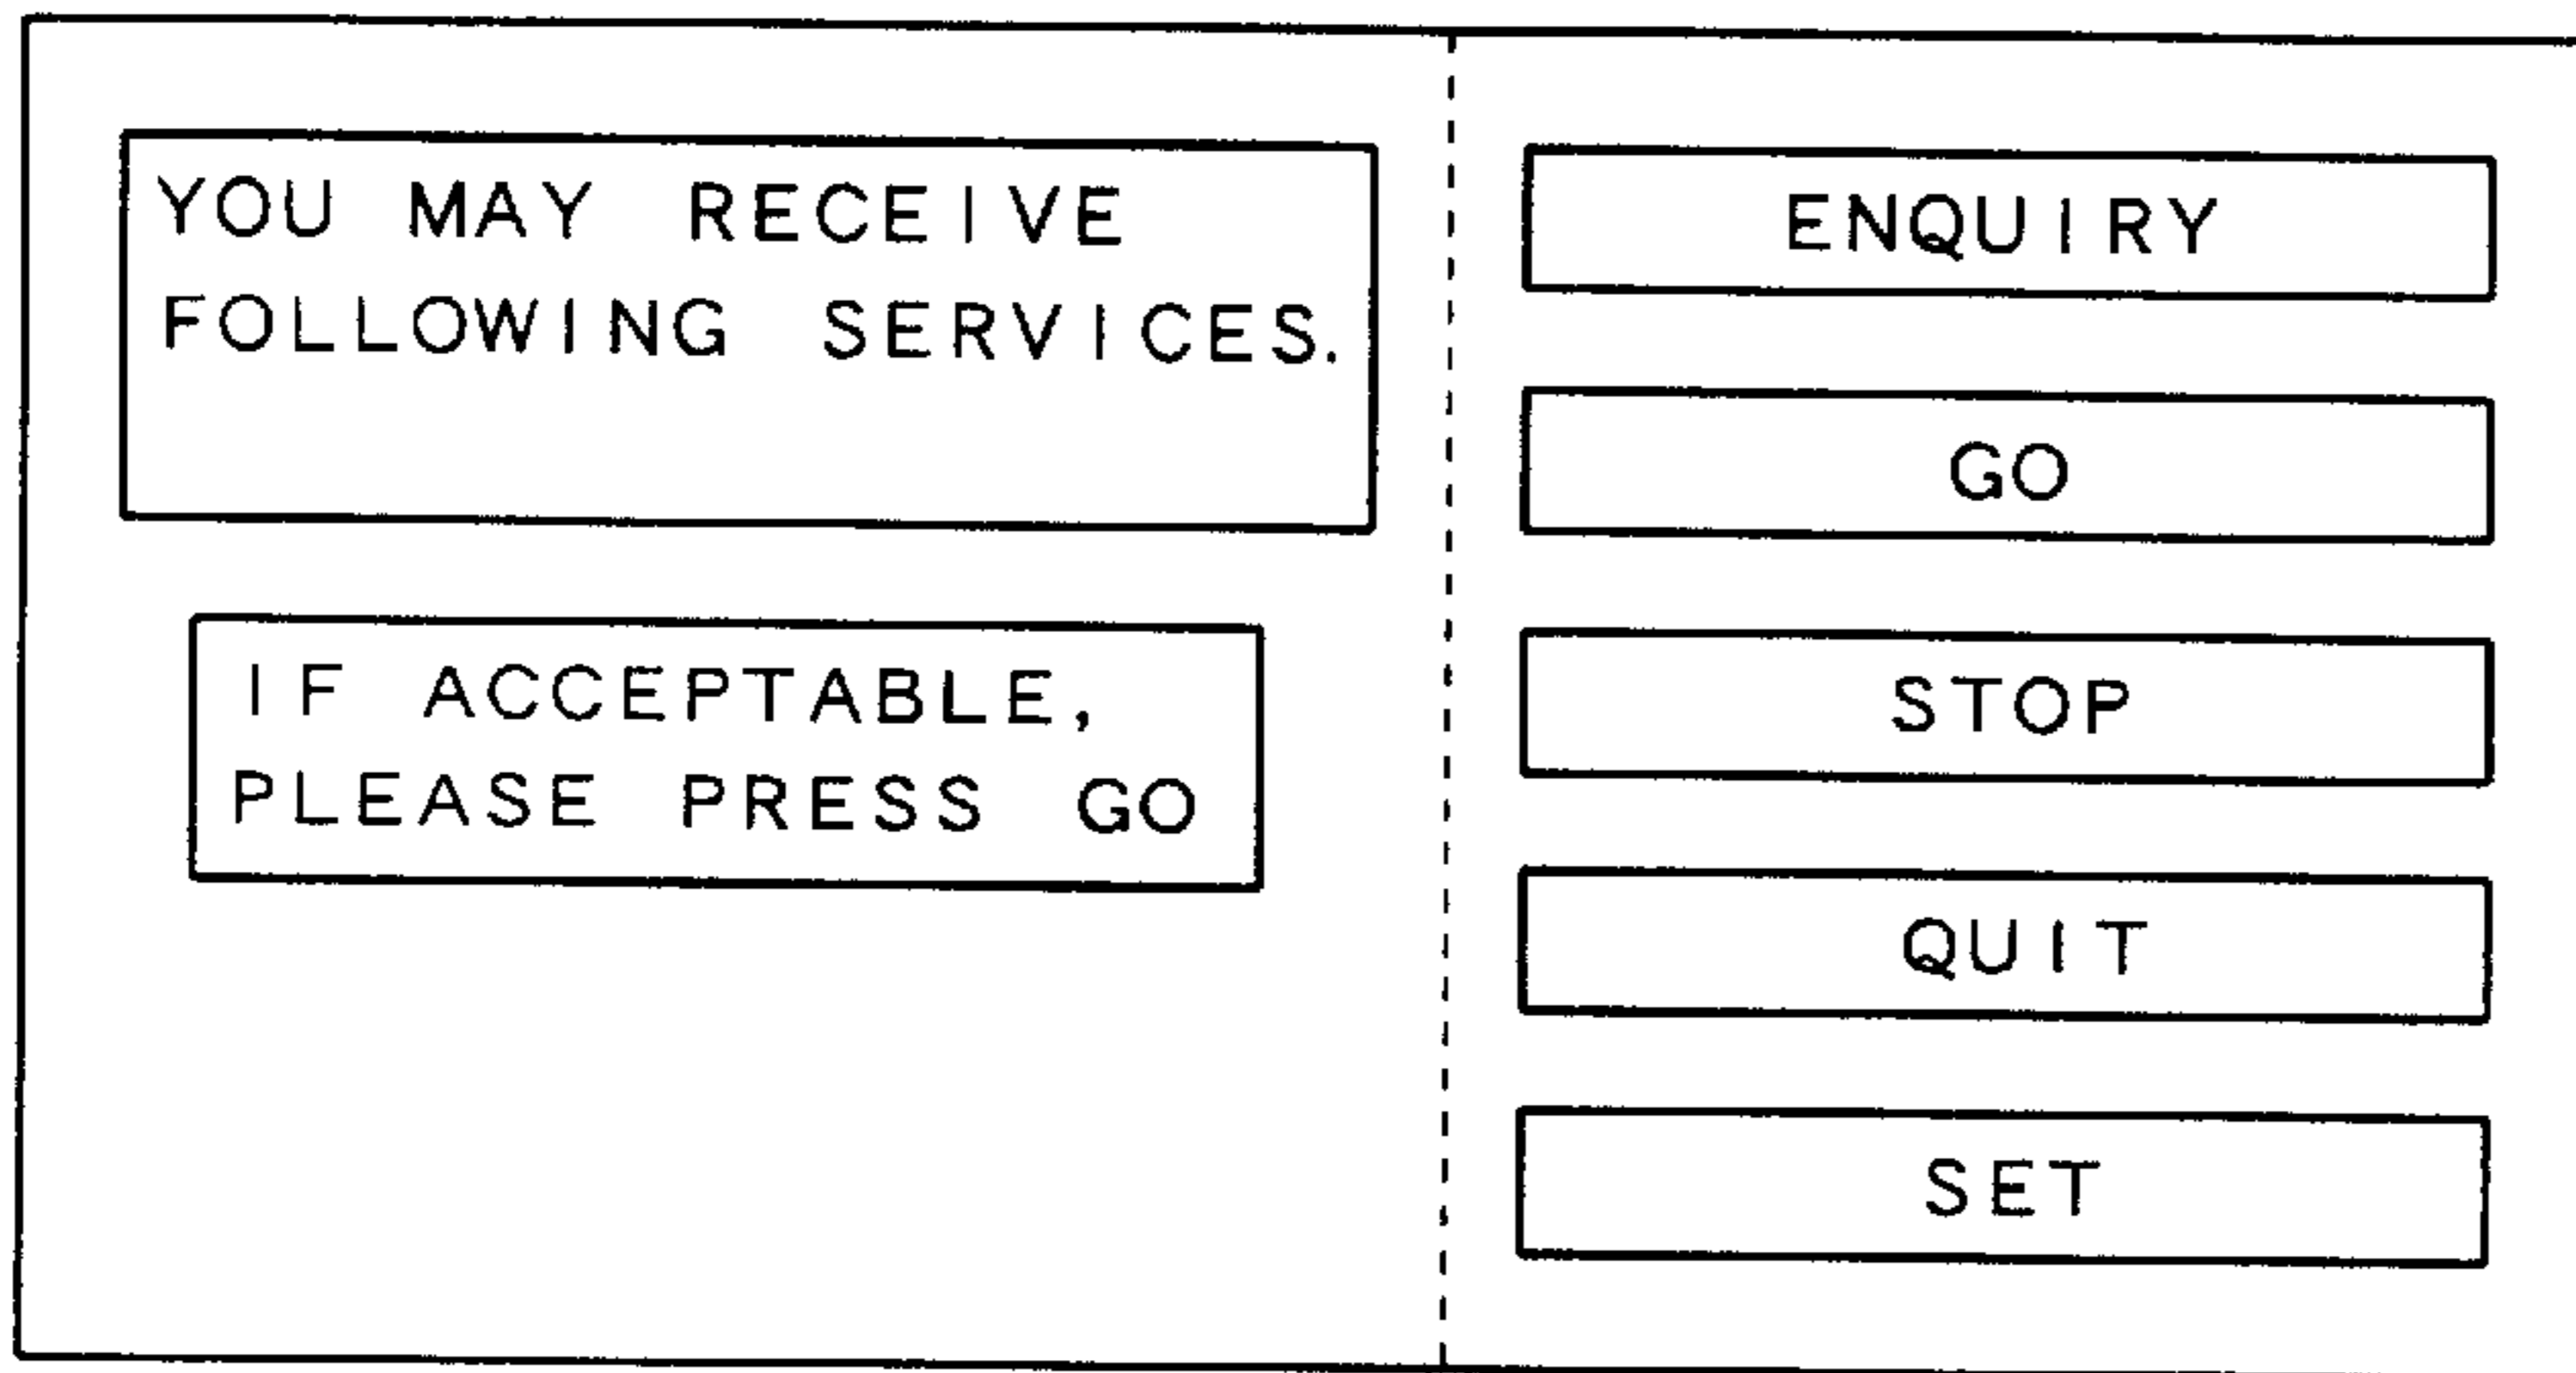 YOU MAY RECEIVE
FOLLOWING SERVICES.
IF ACCEPTABLE,
PLEASE PRESS GO
ENQUIRY
GO
STOP
QUIT
SET